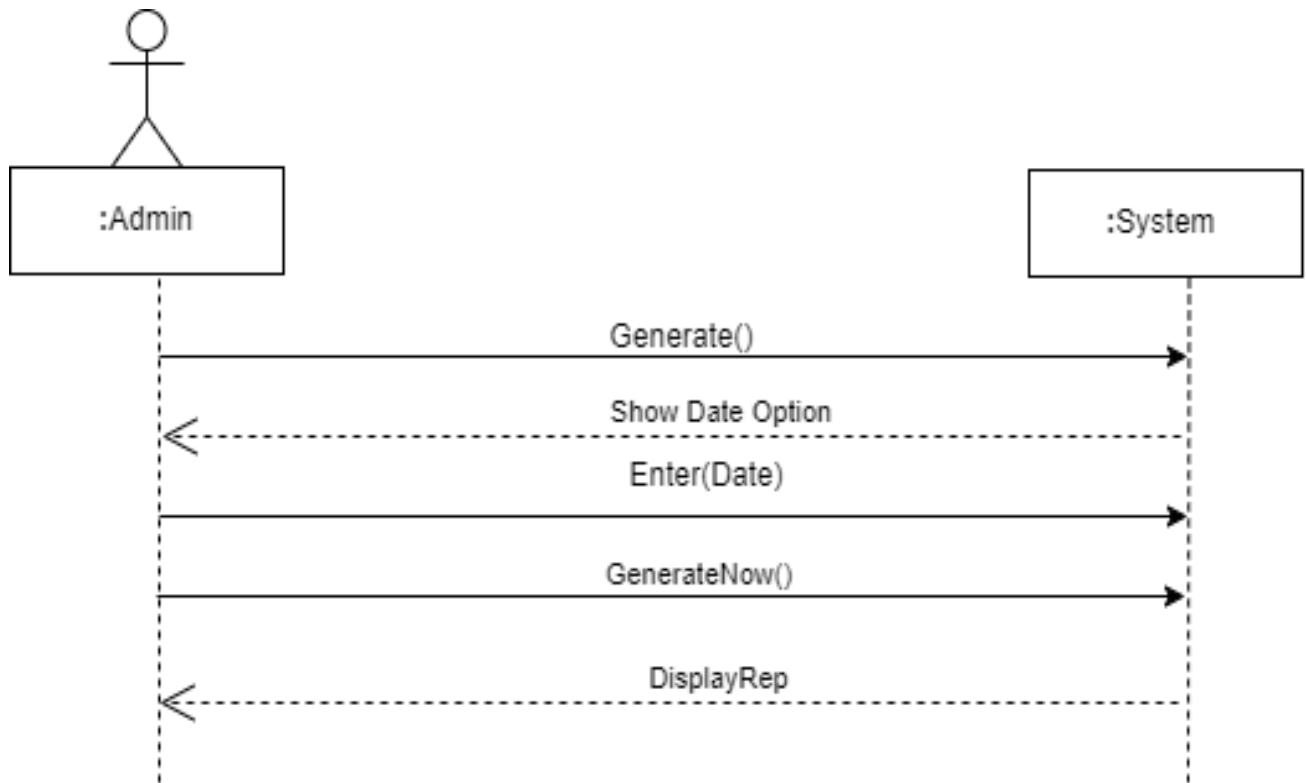 :Admin
:System
Generate()
Show Date Option
Enter(Date)
GenerateNow()
DisplayRep